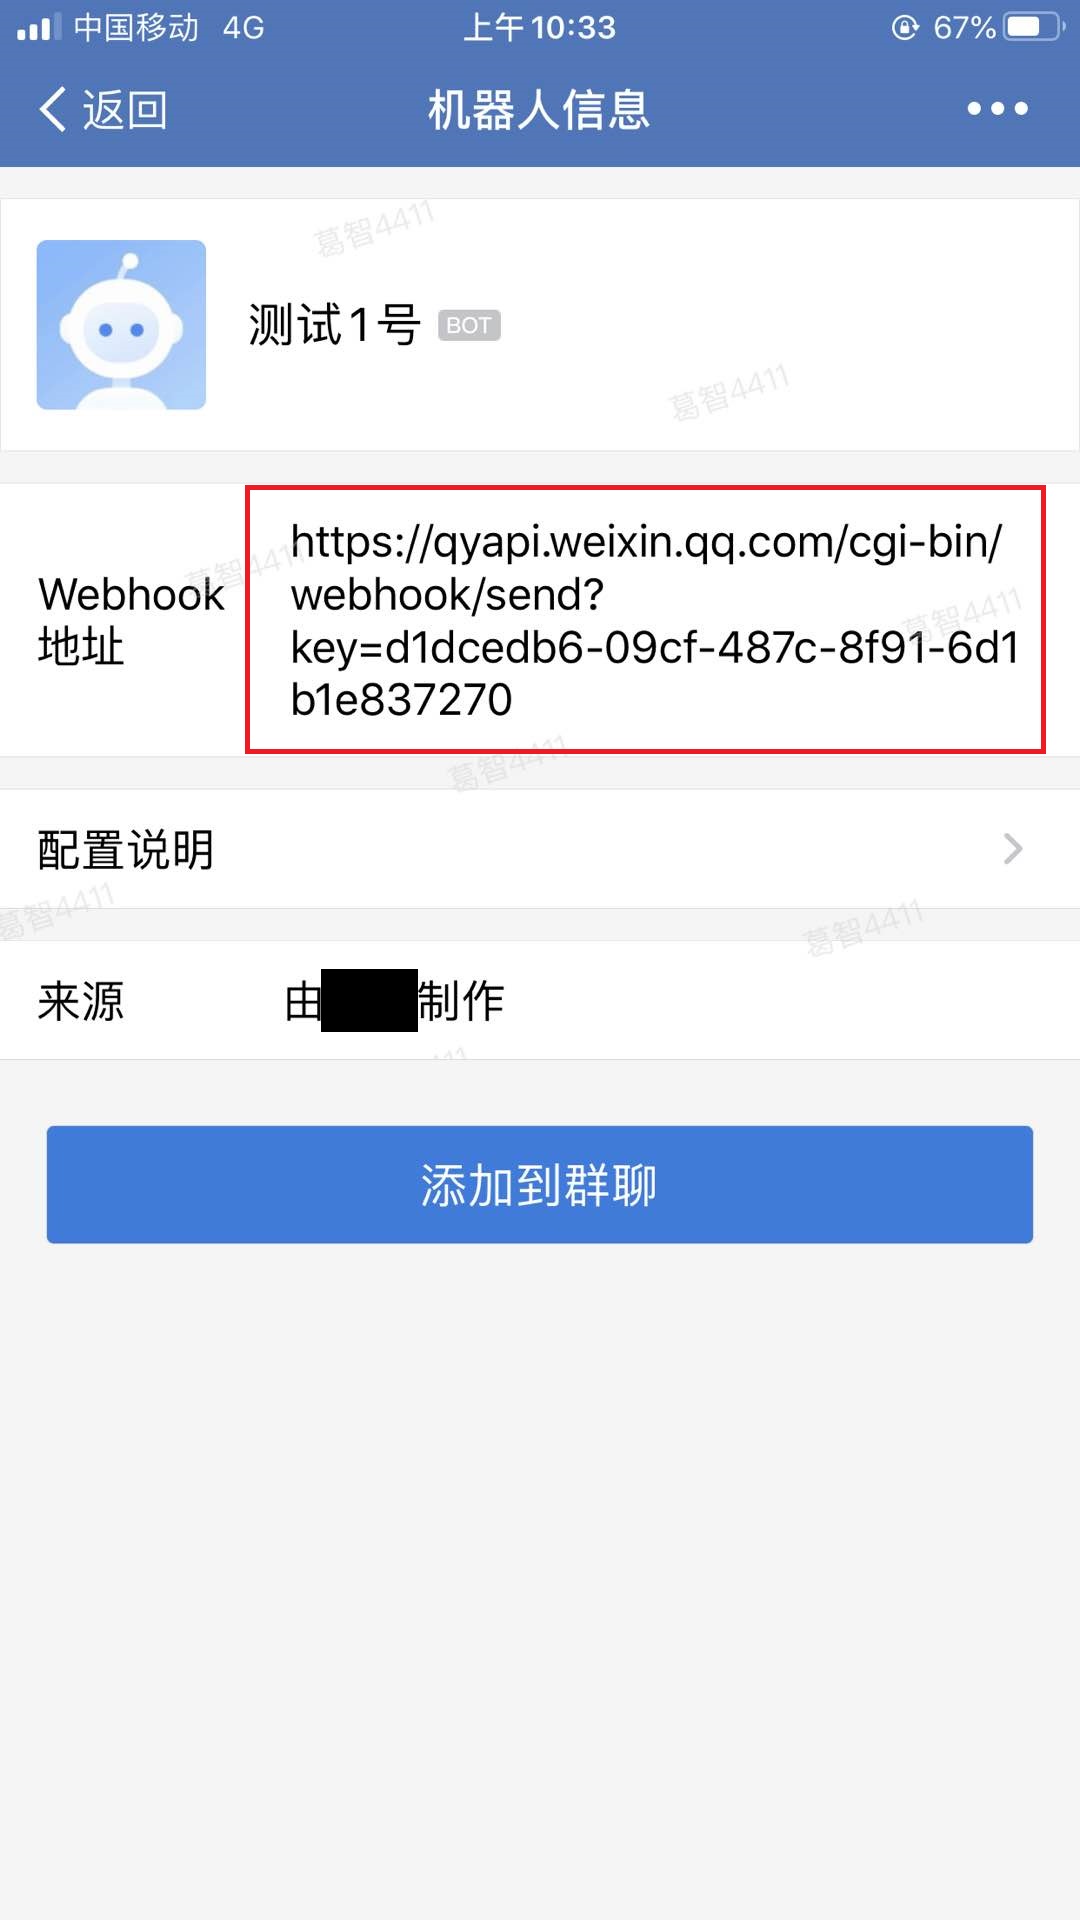 中国移动 4G 上午10:33 67%
返回 机器人信息
葛智4411
测试1号 BOT
葛智4411
Webhook地址
https://qyapi.weixin.qq.com/cgi-bin/
webhook/send?
key=d1dcedb6-09cf-487c-8f91-6d1
b1e837270
葛智4411
葛智4411
葛智4411
配置说明
葛智4411
葛智4411
来源 由制作
添加到群聊